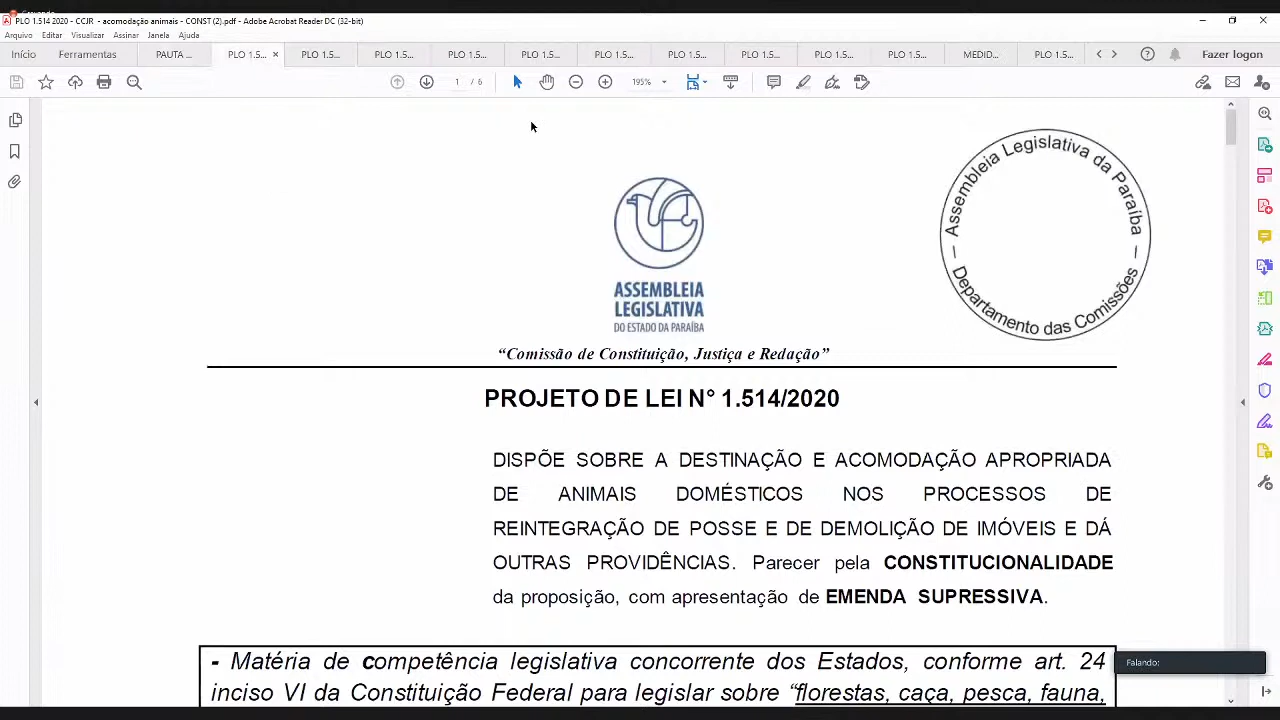 PLO 1.514 2020 - CCJR - acomodação animais - CONST (2).pdf - Adobe Acrobat Reader DC (32-bit)
Arquivo Editar Visualizar Assinar Janela Ajuda
Início Ferramentas PAUTA ... PLO 1.5... × PLO 1.5... PLO 1.5... PLO 1.5... PLO 1.5... PLO 1.5... PLO 1.5... PLO 1.5... PLO 1.5... PLO 1.5... MEDID... PLO 1.5... Fazer logon
1 / 6 195%
Assembleia Legislativa da Paraíba
Departamento das Comissões
ASSEMBLEIA
LEGISLATIVA
DO ESTADO DA PARAÍBA
“Comissão de Constituição, Justiça e Redação”
PROJETO DE LEI N° 1.514/2020
DISPÕE SOBRE A DESTINAÇÃO E ACOMODAÇÃO APROPRIADA
DE ANIMAIS DOMÉSTICOS NOS PROCESSOS DE
REINTEGRAÇÃO DE POSSE E DE DEMOLIÇÃO DE IMÓVEIS E DÁ
OUTRAS PROVIDÊNCIAS. Parecer pela CONSTITUCIONALIDADE
da proposição, com apresentação de EMENDA SUPRESSIVA.
- Matéria de competência legislativa concorrente dos Estados, conforme art. 24
inciso VI da Constituição Federal para legislar sobre “florestas, caça, pesca, fauna,
Falando: